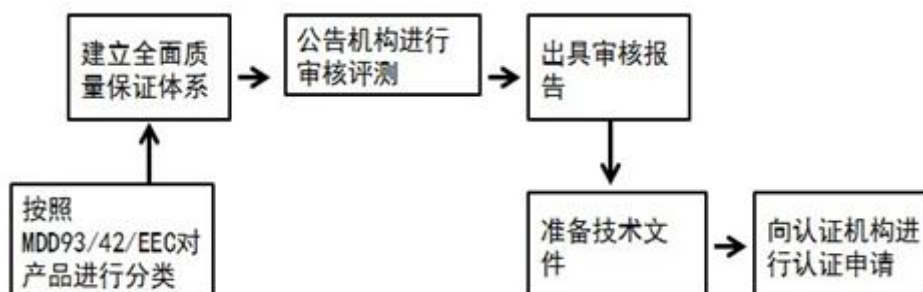 建立全面质
量保证体系
公告机构进行
审核评测
出具审核报
告
按照
MDD93/42/EEC对
产品进行分类
准备技术文
件
向认证机构进
行认证申请